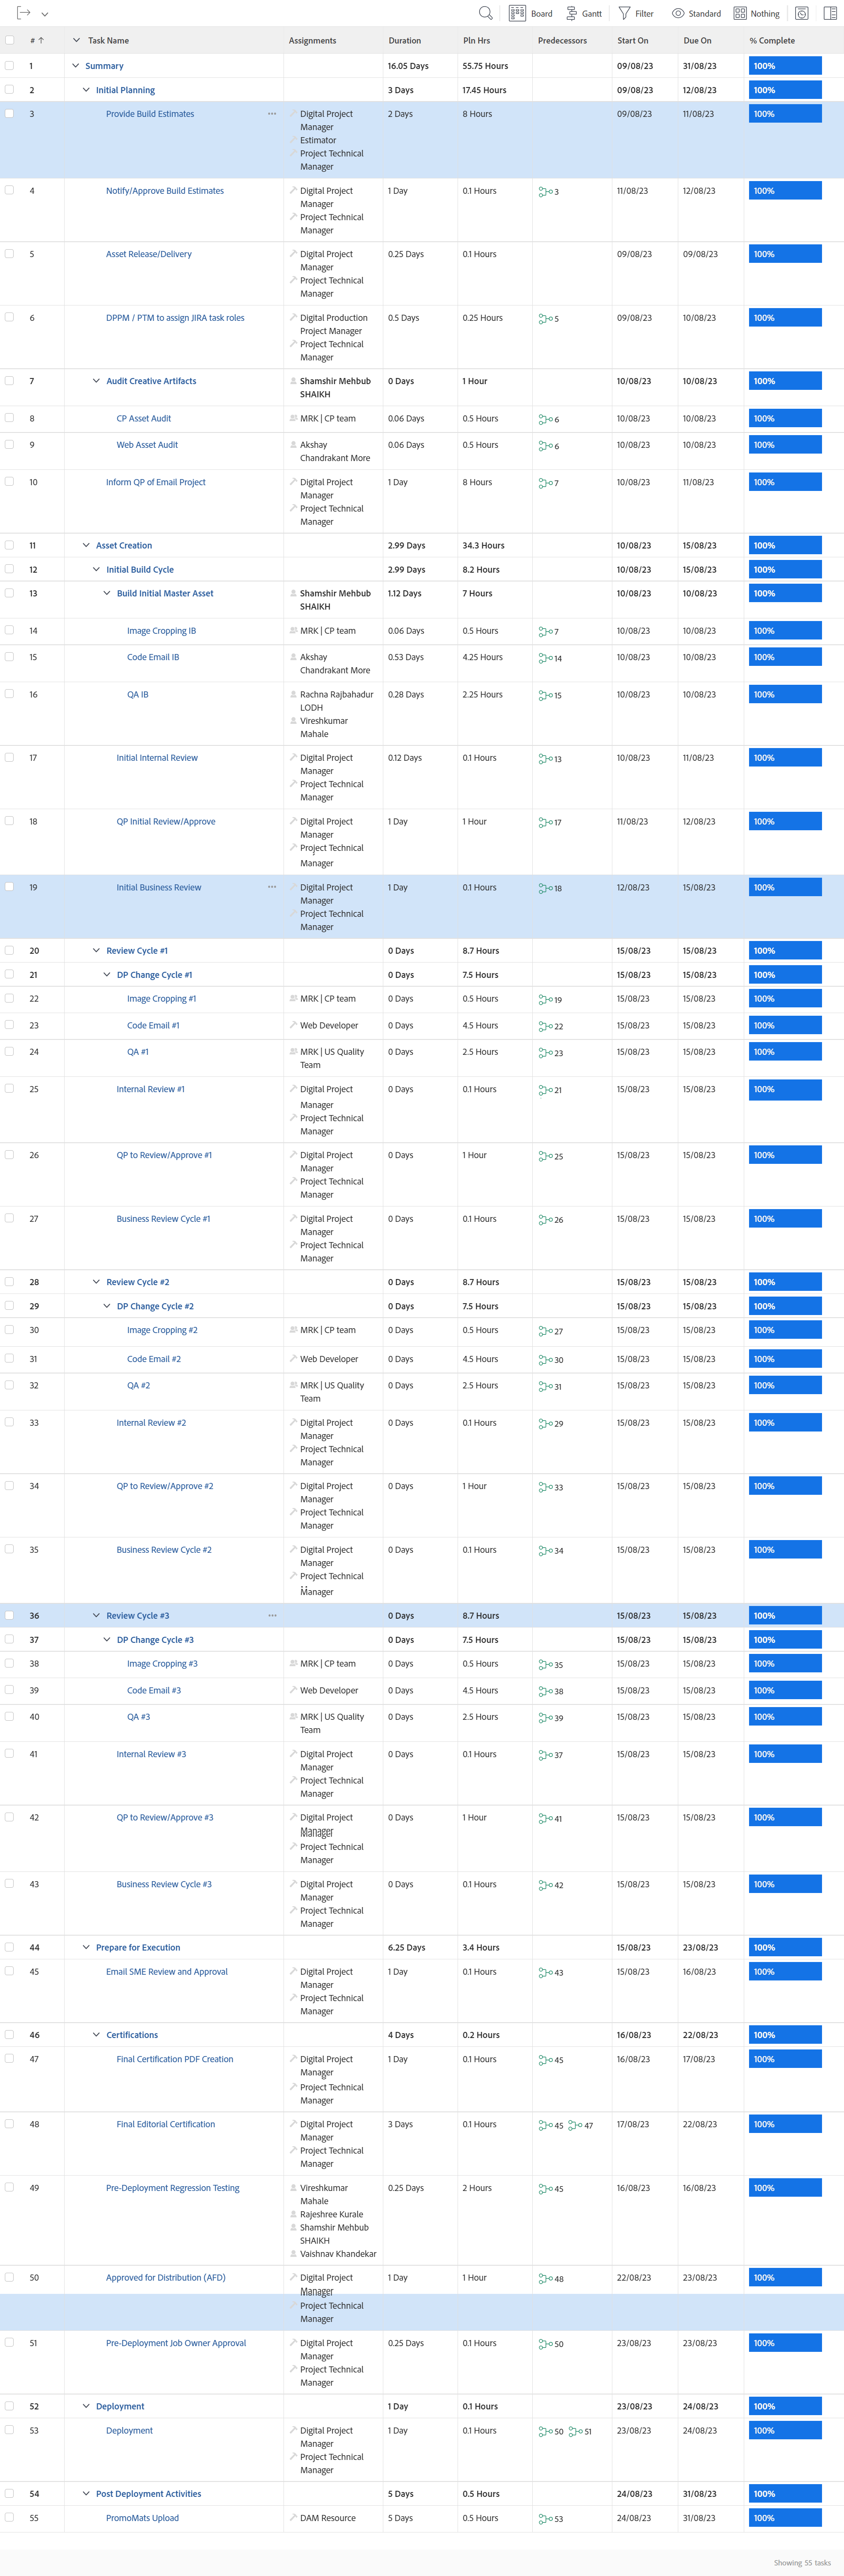 Board Gantt Filter Standard Nothing
# Task Name Assignments Duration Pln Hrs Predecessors Start On Due On % Complete
1 Summary 16.05 Days 55.75 Hours 09/08/23 31/08/23 100%
2 Initial Planning 3 Days 17.45 Hours 09/08/23 12/08/23 100%
3 Provide Build Estimates ••• Digital Project 2 Days 8 Hours 09/08/23 11/08/23 100%
Manager
Estimator
Project Technical
Manager
4 Notify/Approve Build Estimates Digital Project 1 Day 0.1 Hours 3 11/08/23 12/08/23 100%
Manager
Project Technical
Manager
5 Asset Release/Delivery Digital Project 0.25 Days 0.1 Hours 09/08/23 09/08/23 100%
Manager
Project Technical
Manager
6 DPPM / PTM to assign JIRA task roles Digital Production 0.5 Days 0.25 Hours 5 09/08/23 10/08/23 100%
Project Manager
Project Technical
Manager
7 Audit Creative Artifacts Shamshir Mehbub 0 Days 1 Hour 10/08/23 10/08/23 100%
SHAIKH
8 CP Asset Audit MRK | CP team 0.06 Days 0.5 Hours 6 10/08/23 10/08/23 100%
9 Web Asset Audit Akshay 0.06 Days 0.5 Hours 6 10/08/23 10/08/23 100%
Chandrakant More
10 Inform QP of Email Project Digital Project 1 Day 8 Hours 7 10/08/23 11/08/23 100%
Manager
Project Technical
Manager
11 Asset Creation 2.99 Days 34.3 Hours 10/08/23 15/08/23 100%
12 Initial Build Cycle 2.99 Days 8.2 Hours 10/08/23 15/08/23 100%
13 Build Initial Master Asset Shamshir Mehbub 1.12 Days 7 Hours 10/08/23 10/08/23 100%
SHAIKH
14 Image Cropping IB MRK | CP team 0.06 Days 0.5 Hours 7 10/08/23 10/08/23 100%
15 Code Email IB Akshay 0.53 Days 4.25 Hours 14 10/08/23 10/08/23 100%
Chandrakant More
16 QA IB Rachna Rajbahadur 0.28 Days 2.25 Hours 15 10/08/23 10/08/23 100%
LODH
Vireshkumar
Mahale
17 Initial Internal Review Digital Project 0.12 Days 0.1 Hours 13 10/08/23 11/08/23 100%
Manager
Project Technical
Manager
18 QP Initial Review/Approve Digital Project 1 Day 1 Hour 17 11/08/23 12/08/23 100%
Manager
Project Technical
Manager
19 Initial Business Review ••• Digital Project 1 Day 0.1 Hours 18 12/08/23 15/08/23 100%
Manager
Project Technical
Manager
20 Review Cycle #1 0 Days 8.7 Hours 15/08/23 15/08/23 100%
21 DP Change Cycle #1 0 Days 7.5 Hours 15/08/23 15/08/23 100%
22 Image Cropping #1 MRK | CP team 0 Days 0.5 Hours 19 15/08/23 15/08/23 100%
23 Code Email #1 Web Developer 0 Days 4.5 Hours 22 15/08/23 15/08/23 100%
24 QA #1 MRK | US Quality 0 Days 2.5 Hours 23 15/08/23 15/08/23 100%
Team
25 Internal Review #1 Digital Project 0 Days 0.1 Hours 21 15/08/23 15/08/23 100%
Manager
Project Technical
Manager
26 QP to Review/Approve #1 Digital Project 0 Days 1 Hour 25 15/08/23 15/08/23 100%
Manager
Project Technical
Manager
27 Business Review Cycle #1 Digital Project 0 Days 0.1 Hours 26 15/08/23 15/08/23 100%
Manager
Project Technical
Manager
28 Review Cycle #2 0 Days 8.7 Hours 15/08/23 15/08/23 100%
29 DP Change Cycle #2 0 Days 7.5 Hours 15/08/23 15/08/23 100%
30 Image Cropping #2 MRK | CP team 0 Days 0.5 Hours 27 15/08/23 15/08/23 100%
31 Code Email #2 Web Developer 0 Days 4.5 Hours 30 15/08/23 15/08/23 100%
32 QA #2 MRK | US Quality 0 Days 2.5 Hours 31 15/08/23 15/08/23 100%
Team
33 Internal Review #2 Digital Project 0 Days 0.1 Hours 29 15/08/23 15/08/23 100%
Manager
Project Technical
Manager
34 QP to Review/Approve #2 Digital Project 0 Days 1 Hour 33 15/08/23 15/08/23 100%
Manager
Project Technical
Manager
35 Business Review Cycle #2 Digital Project 0 Days 0.1 Hours 34 15/08/23 15/08/23 100%
Manager
Project Technical
Manager
36 Review Cycle #3 ••• 0 Days 8.7 Hours 15/08/23 15/08/23 100%
37 DP Change Cycle #3 0 Days 7.5 Hours 15/08/23 15/08/23 100%
38 Image Cropping #3 MRK | CP team 0 Days 0.5 Hours 35 15/08/23 15/08/23 100%
39 Code Email #3 Web Developer 0 Days 4.5 Hours 38 15/08/23 15/08/23 100%
40 QA #3 MRK | US Quality 0 Days 2.5 Hours 39 15/08/23 15/08/23 100%
Team
41 Internal Review #3 Digital Project 0 Days 0.1 Hours 37 15/08/23 15/08/23 100%
Manager
Project Technical
Manager
42 QP to Review/Approve #3 Digital Project 0 Days 1 Hour 41 15/08/23 15/08/23 100%
Manager
Project Technical
Manager
43 Business Review Cycle #3 Digital Project 0 Days 0.1 Hours 42 15/08/23 15/08/23 100%
Manager
Project Technical
Manager
44 Prepare for Execution 6.25 Days 3.4 Hours 15/08/23 23/08/23 100%
45 Email SME Review and Approval Digital Project 1 Day 0.1 Hours 43 15/08/23 16/08/23 100%
Manager
Project Technical
Manager
46 Certifications 4 Days 0.2 Hours 16/08/23 22/08/23 100%
47 Final Certification PDF Creation Digital Project 1 Day 0.1 Hours 45 16/08/23 17/08/23 100%
Manager
Project Technical
Manager
48 Final Editorial Certification Digital Project 3 Days 0.1 Hours 45 47 17/08/23 22/08/23 100%
Manager
Project Technical
Manager
49 Pre-Deployment Regression Testing Vireshkumar 0.25 Days 2 Hours 45 16/08/23 16/08/23 100%
Mahale
Rajeshree Kurale
Shamshir Mehbub
SHAIKH
Vaishnav Khandekar
50 Approved for Distribution (AFD) Digital Project 1 Day 1 Hour 48 22/08/23 23/08/23 100%
Manager
Project Technical
Manager
51 Pre-Deployment Job Owner Approval Digital Project 0.25 Days 0.1 Hours 50 23/08/23 23/08/23 100%
Manager
Project Technical
Manager
52 Deployment 1 Day 0.1 Hours 23/08/23 24/08/23 100%
53 Deployment Digital Project 1 Day 0.1 Hours 50 51 23/08/23 24/08/23 100%
Manager
Project Technical
Manager
54 Post Deployment Activities 5 Days 0.5 Hours 24/08/23 31/08/23 100%
55 PromoMats Upload DAM Resource 5 Days 0.5 Hours 53 24/08/23 31/08/23 100%
Showing 55 tasks